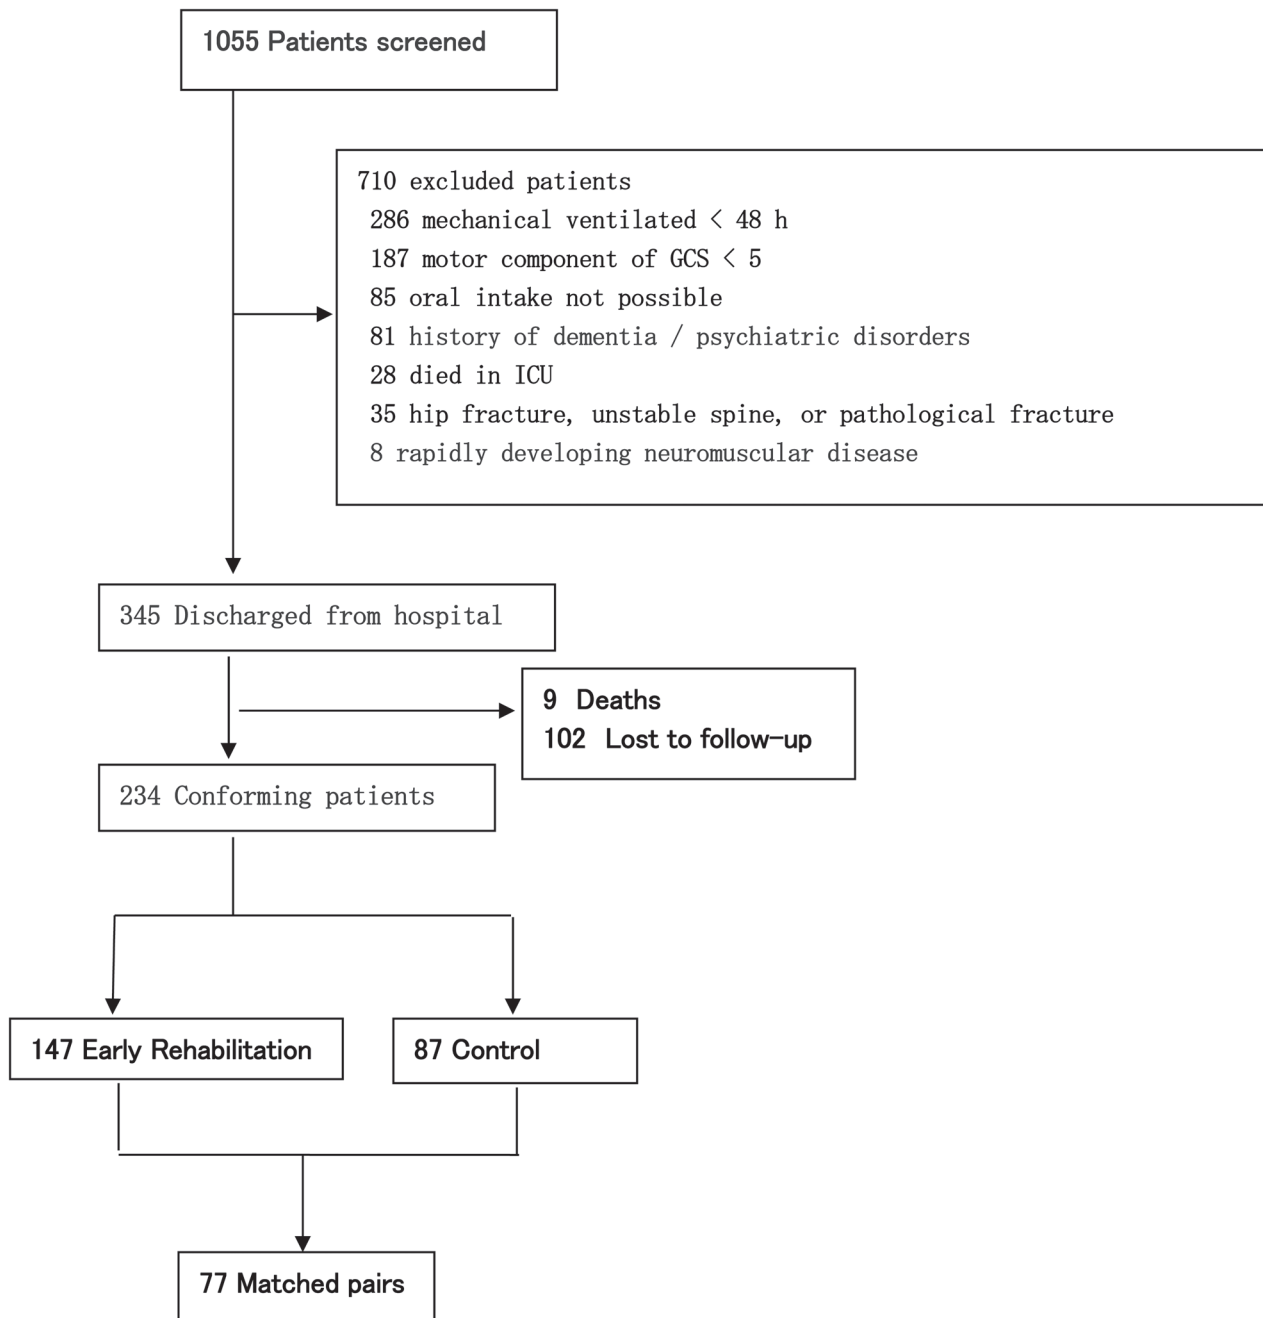 1055 Patients screened
710 excluded patients
286 mechanical ventilated < 48 h
187 motor component of GCS < 5
85 oral intake not possible
81 history of dementia / psychiatric disorders
28 died in ICU
35 hip fracture, unstable spine, or pathological fracture
8 rapidly developing neuromuscular disease
345 Discharged from hospital
9 Deaths
102 Lost to follow-up
234 Conforming patients
147 Early Rehabilitation
87 Control
77 Matched pairs